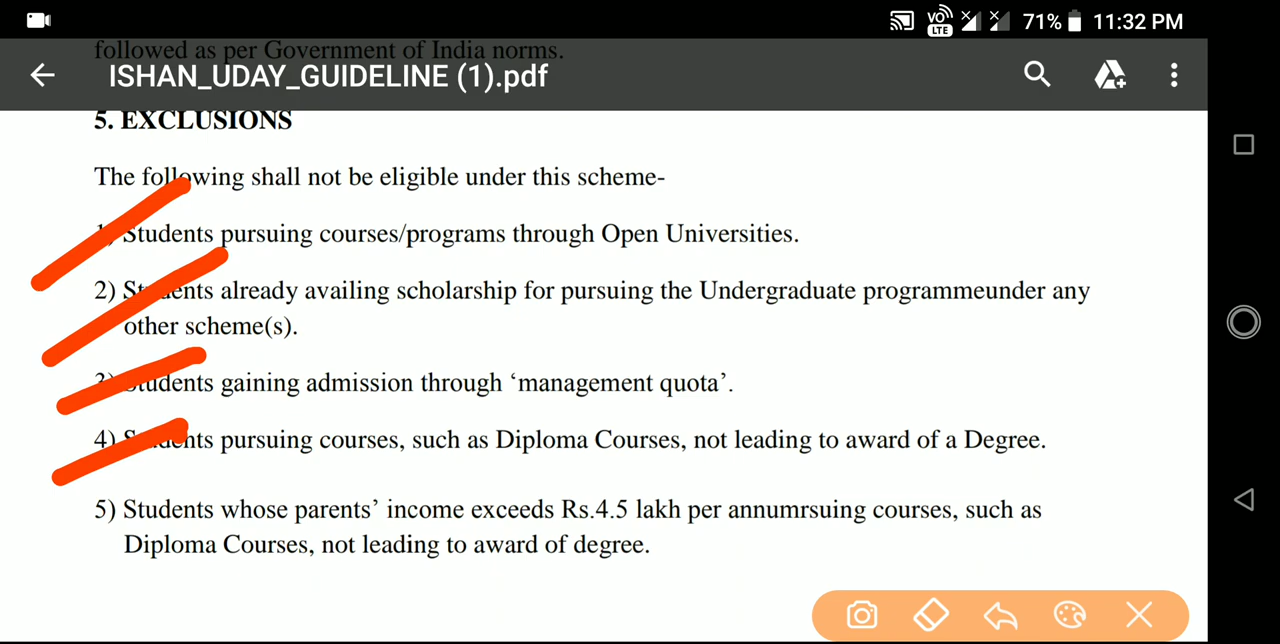 VO
LTE
71%
11:32 PM
followed as per Government of India norms.
ISHAN_UDAY_GUIDELINE (1).pdf
5. EXCLUSIONS
The following shall not be eligible under this scheme-
1) Students pursuing courses/programs through Open Universities.
2) Students already availing scholarship for pursuing the Undergraduate programmeunder any
other scheme(s).
3) Students gaining admission through ‘management quota’.
4) Students pursuing courses, such as Diploma Courses, not leading to award of a Degree.
5) Students whose parents’ income exceeds Rs.4.5 lakh per annumrsuing courses, such as
Diploma Courses, not leading to award of degree.